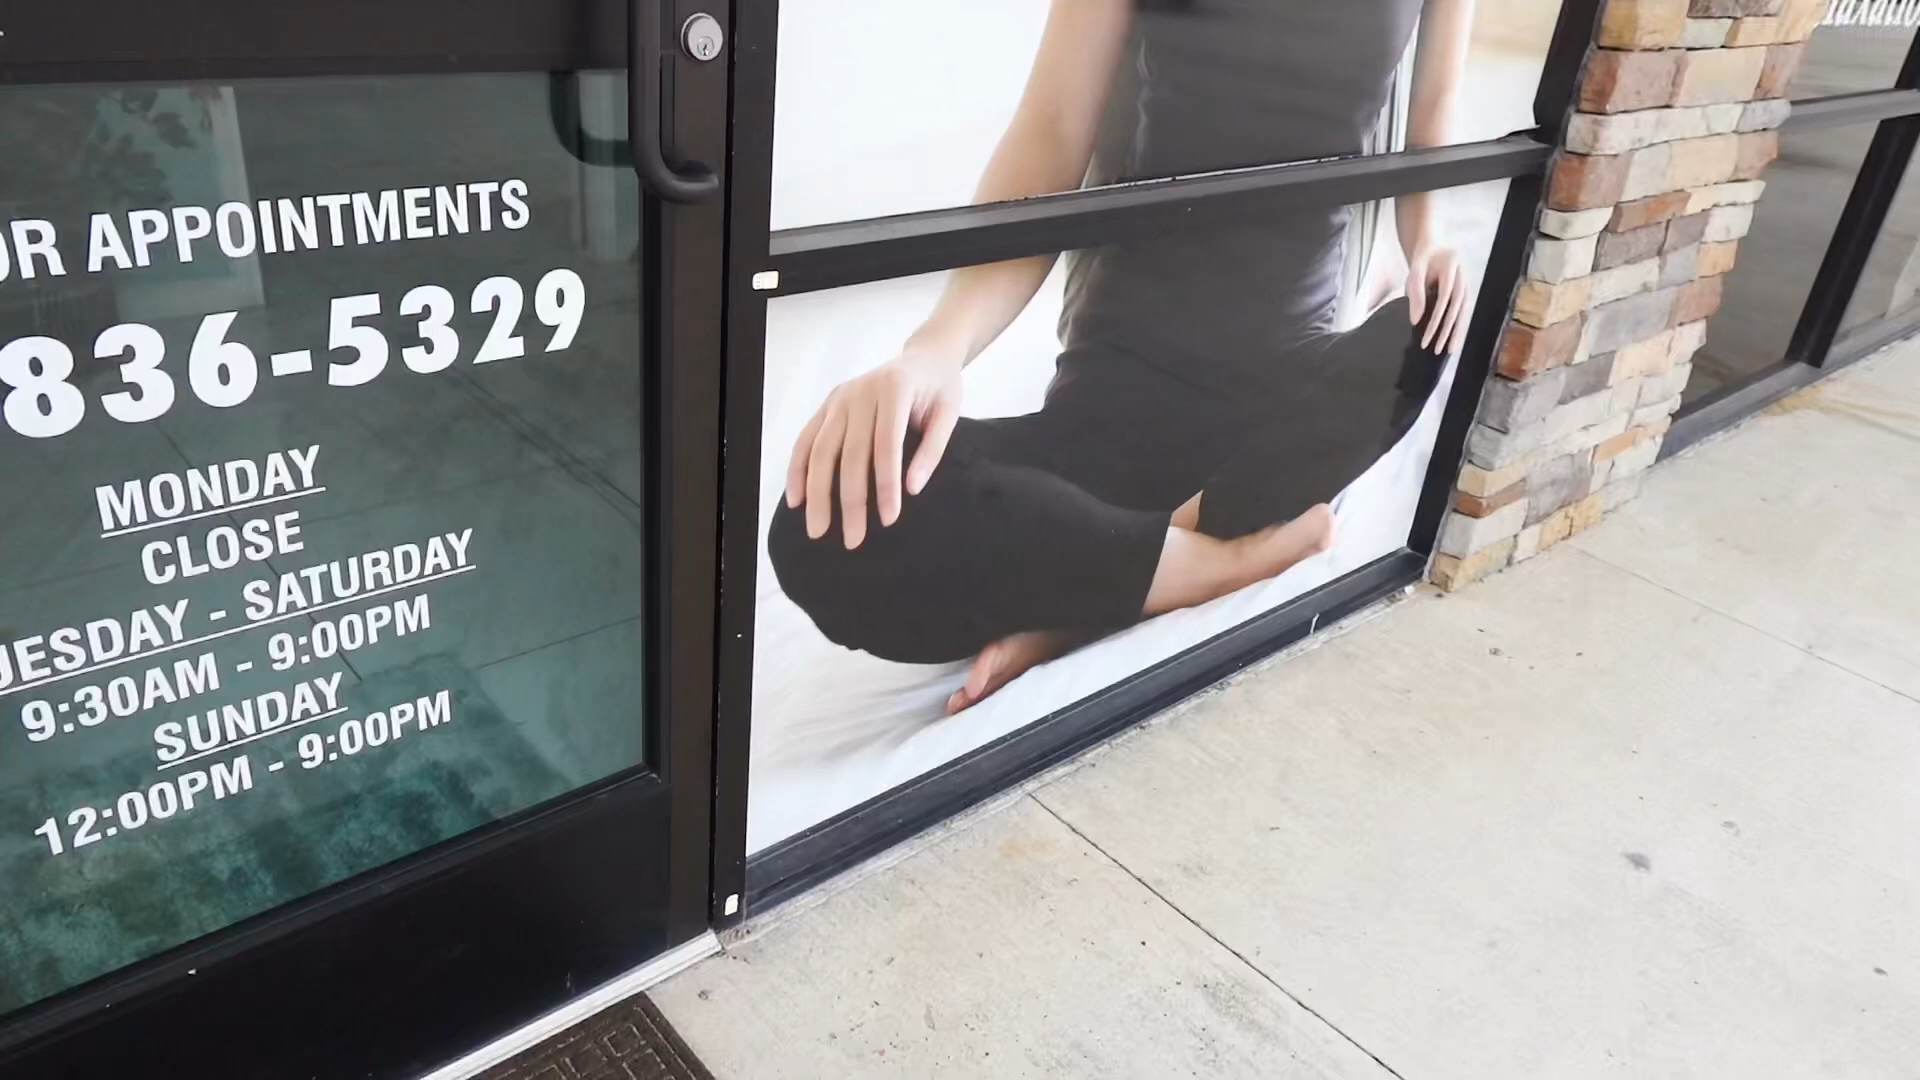 OR APPOINTMENTS
836-5329
MONDAY
CLOSE
UESDAY - SATURDAY
9:30AM - 9:00PM
SUNDAY
12:00PM - 9:00PM